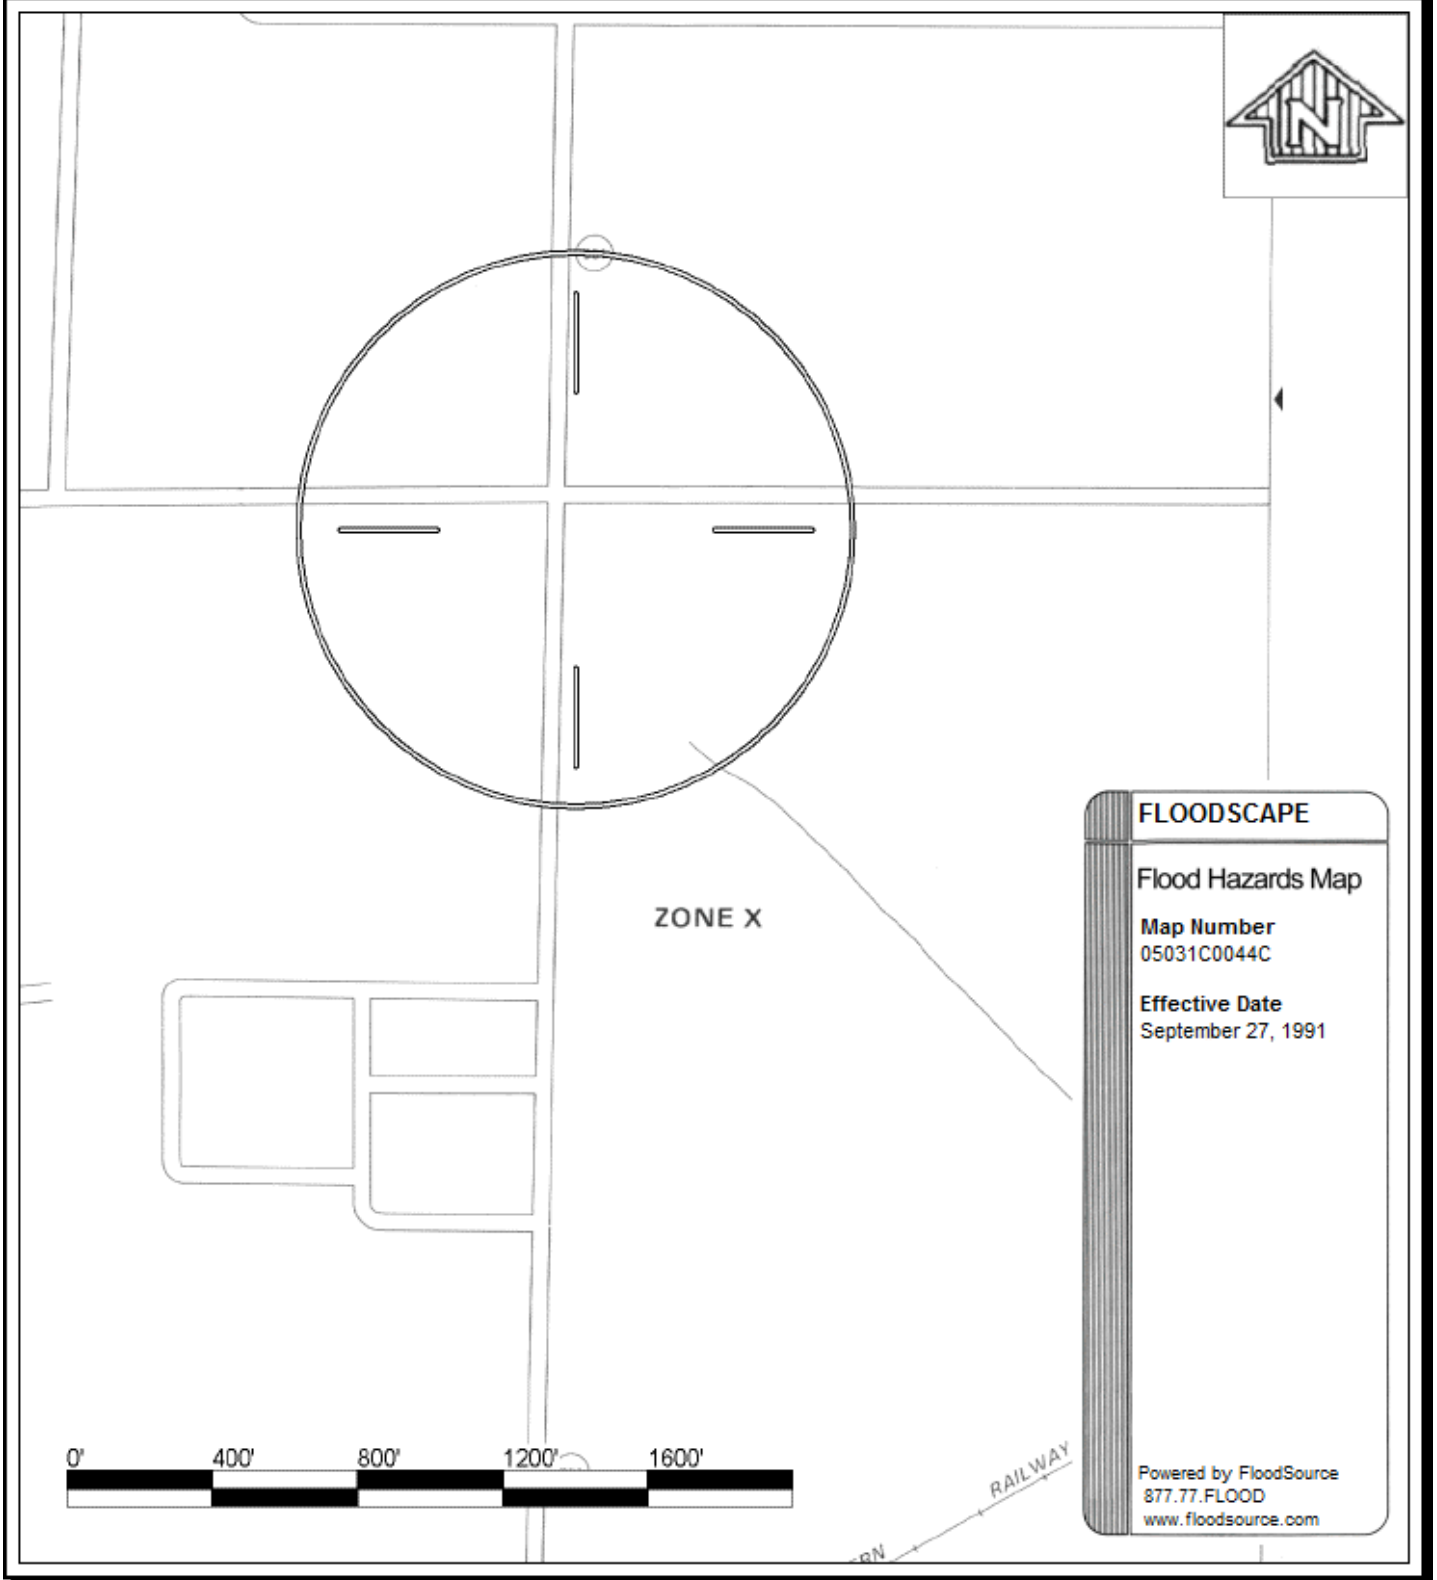 N
FLOODSCAPE
Flood Hazards Map
Map Number
05031C0044C
Effective Date
September 27, 1991
ZONE X
0' 400' 800' 1200' 1600'
RAILWAY
RN
Powered by FloodSource
877.77.FLOOD
www.floodsource.com